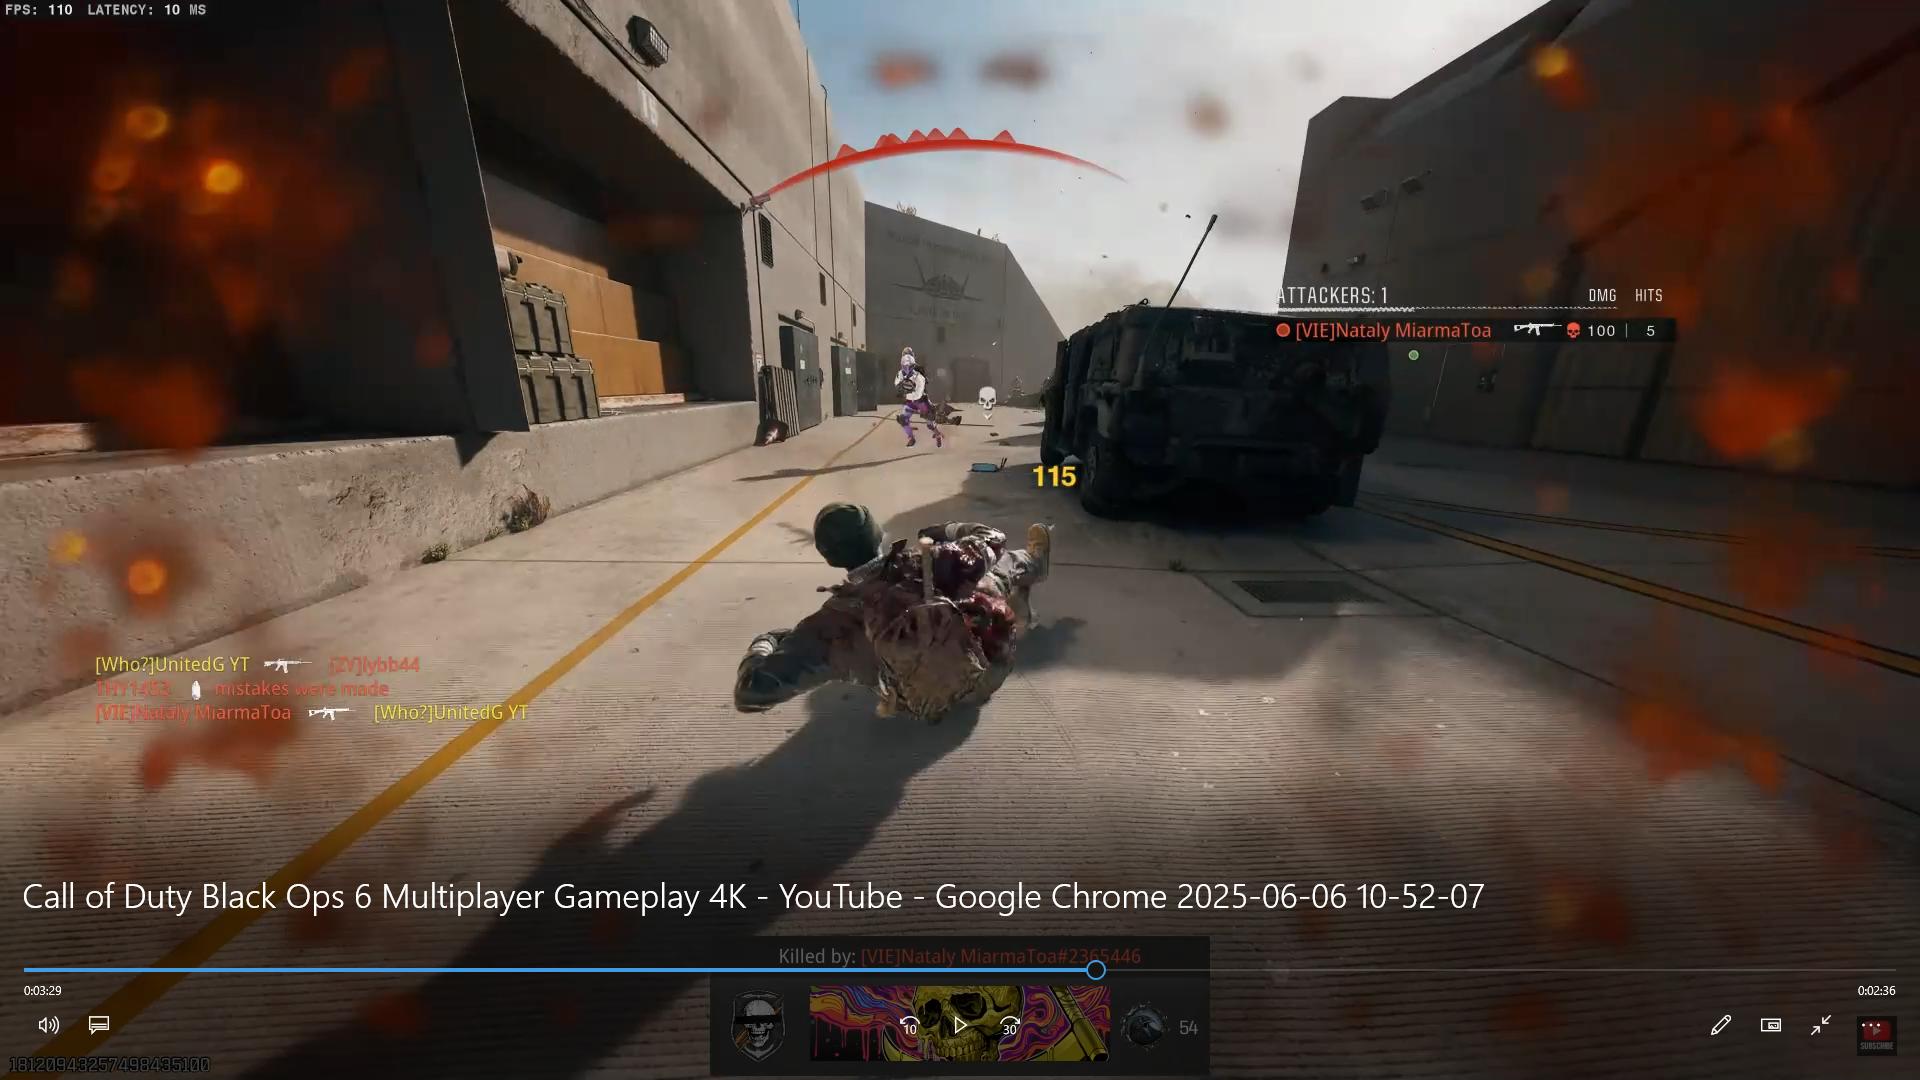 FPS: 110 LATENCY: 10 MS
ATTACKERS: 1 DMG HITS
[VIE]Nataly MiarmaToa 100 | 5
115
[Who?]UnitedG YT [ZV]lybb44
THY1453 mistakes were made
[VIE]Nataly MiarmaToa [Who?]UnitedG YT
Call of Duty Black Ops 6 Multiplayer Gameplay 4K - YouTube - Google Chrome 2025-06-06 10-52-07
Killed by: [VIE]Nataly MiarmaToa#2365446
0:03:29 0:02:36
10 30 54
SUBSCRIBE
18120943257498435100